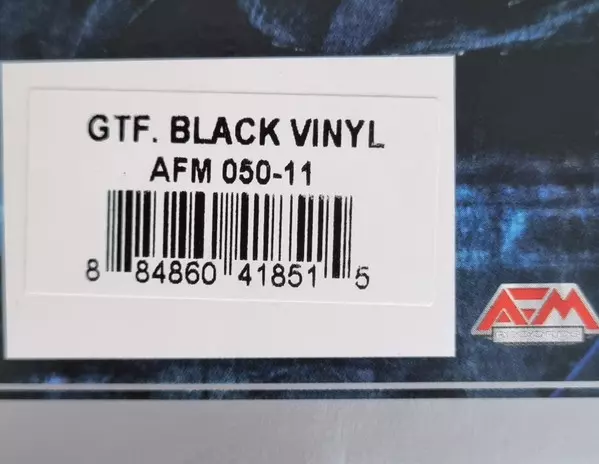 GTF. BLACK VINYL
AFM 050-11
8 84860 41851 5
AFM